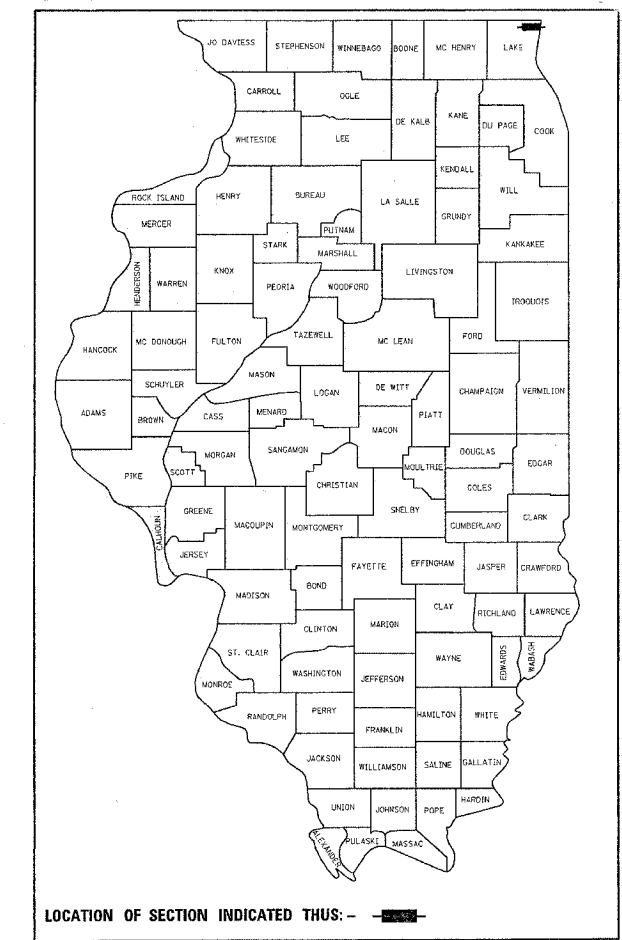 JO DAVIESS
STEPHENSON
WINNEBAGO
BOONE
MC HENRY
LAKE
CARROLL
OGLE
DE KALB
KANE
DU PAGE
COOK
WHITESIDE
LEE
KENDALL
WILL
ROCK ISLAND
HENRY
BUREAU
LA SALLE
GRUNDY
MERCER
PUTNAM
STARK
MARSHALL
KANKAKEE
HENDERSON
WARREN
KNOX
PEORIA
WOODFORD
LIVINGSTON
IROQUOIS
HANCOCK
MC DONOUGH
FULTON
TAZEWELL
MC LEAN
FORD
SCHUYLER
MASON
LOGAN
DE WITT
PIATT
CHAMPAIGN
VERMILION
ADAMS
BROWN
CASS
MENARD
MACON
PIKE
SCOTT
MORGAN
SANGAMON
CHRISTIAN
MOULTRIE
DOUGLAS
EDGAR
COLES
CALHOUN
GREENE
MACOUPIN
MONTGOMERY
SHELBY
CUMBERLAND
CLARK
JERSEY
FAYETTE
EFFINGHAM
JASPER
CRAWFORD
MADISON
BOND
CLAY
RICHLAND
LAWRENCE
CLINTON
MARION
ST. CLAIR
WAYNE
EDWARDS
WABASH
MONROE
WASHINGTON
JEFFERSON
RANDOLPH
PERRY
HAMILTON
WHITE
FRANKLIN
JACKSON
WILLIAMSON
SALINE
GALLATIN
UNION
JOHNSON
POPE
HARDIN
ALEXANDER
PULASKI
MASSAC
LOCATION OF SECTION INDICATED THUS: -